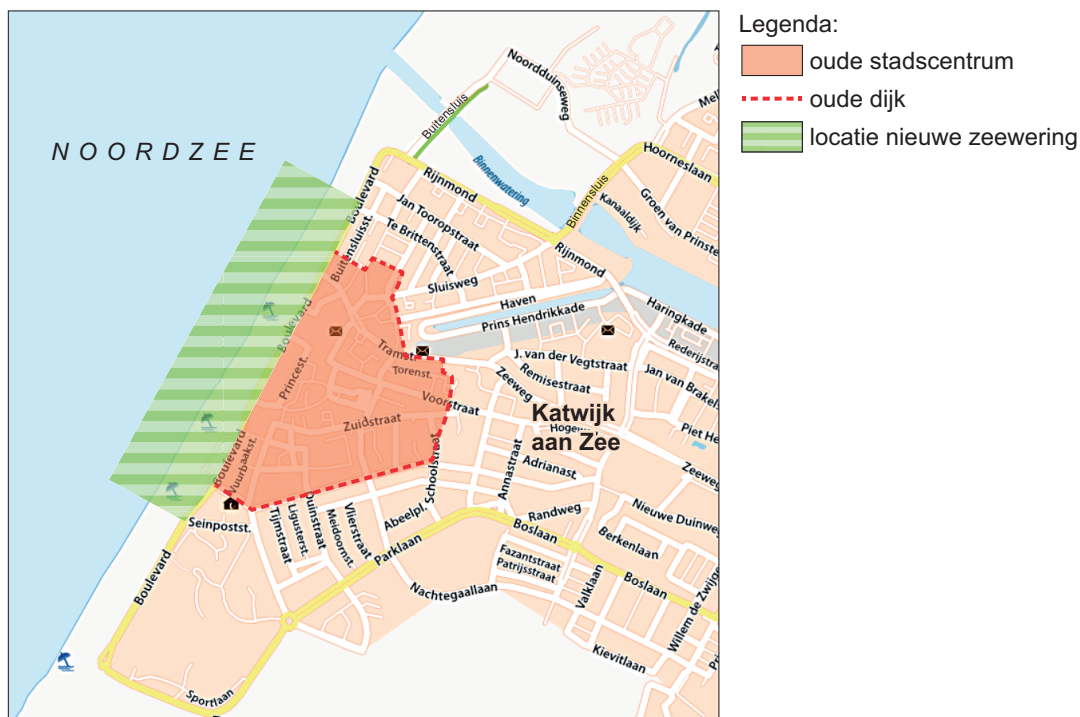 Legenda:
oude stadscentrum
oude dijk
locatie nieuwe zeewering
NOORDZEE
Noordduinseweg
Buitensluis
Binnenwatering
Hoorneslaan
Binnensluis
Kanaaldijk
Groen van Prinste
Boulevard
Rijnmond
Jan Tooropstraat
Te Brittenstraat
Buitensluisst.
Rijnmond
Sluisweg
Haven
Prins Hendrikkade
Haringkade
Rederijstra
Boulevard
Princest.
Tramst
Torenst.
J. van der Vegtstraat
Remisestraat
Zeeweg
Jan van Brakels
Voorstraat
Zuidstraat
Katwijk
aan Zee
Hoge
Piet He
Zeeweg
Boulevard
Vuurbaakst.
Schoolstraat
Annastraat
Adrianast.
Seinpostst.
Tijmstraat
Ligusterst.
Duinstraat
Meidoornst.
Vlierstraat
Abeelpl.
Randweg
Nieuwe Duinweg
Berkenlaan
Boslaan
Boslaan
Parklaan
Fazantstraat
Patrijsstraat
Valklaan
Nachtegaallaan
Boulevard
Willem de Zwijge
Kievitlaan
Sportlaan